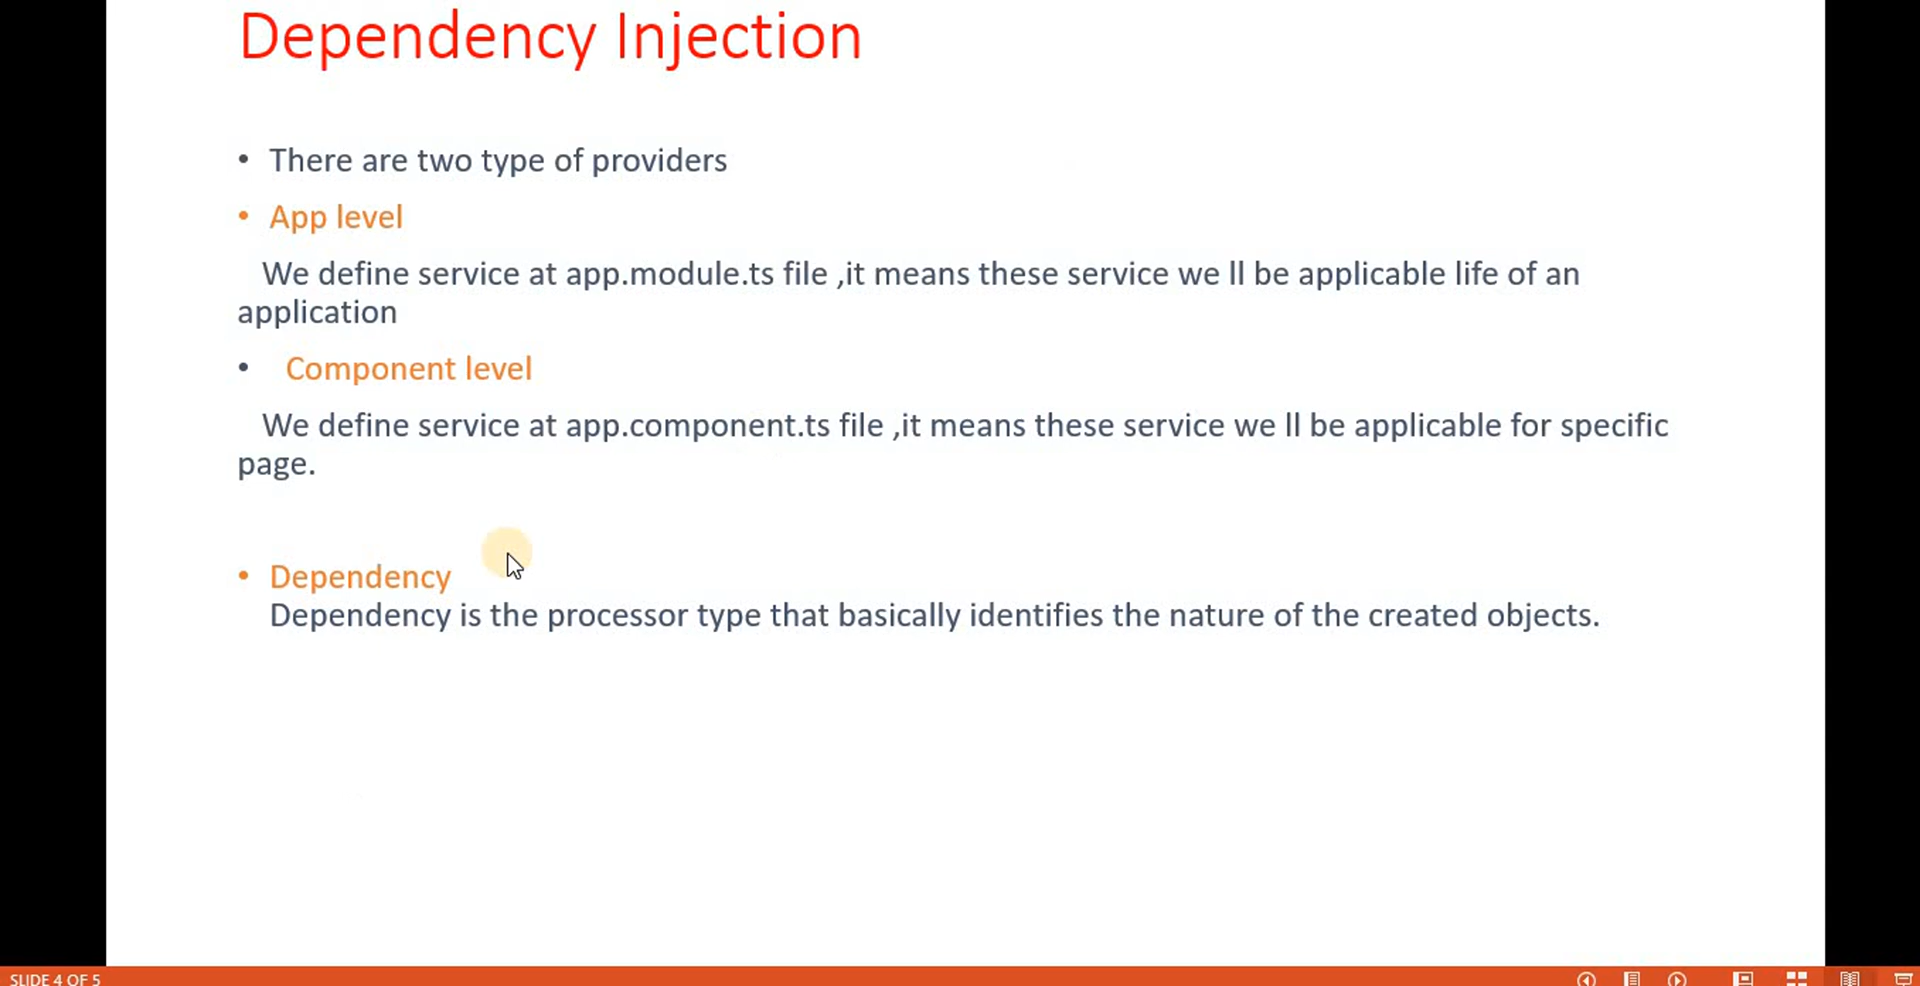 Dependency Injection
• There are two type of providers
• App level
We define service at app.module.ts file ,it means these service we ll be applicable life of an
application
• Component level
We define service at app.component.ts file ,it means these service we ll be applicable for specific
page.
• Dependency
Dependency is the processor type that basically identifies the nature of the created objects.
SLIDE 4 OF 5